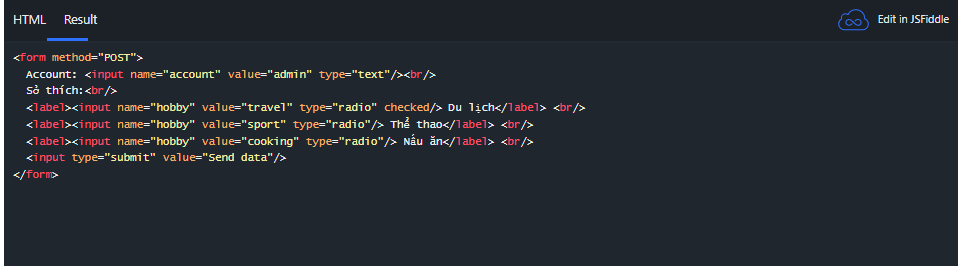 HTML Result Edit in JSFiddle
<form method="POST">
  Account: <input name="account" value="admin" type="text"/><br/>
  Sở thích:<br/>
  <label><input name="hobby" value="travel" type="radio" checked/> Du lịch</label> <br/>
  <label><input name="hobby" value="sport" type="radio"/> Thể thao</label> <br/>
  <label><input name="hobby" value="cooking" type="radio"/> Nấu ăn</label> <br/>
  <input type="submit" value="Send data"/>
</form>